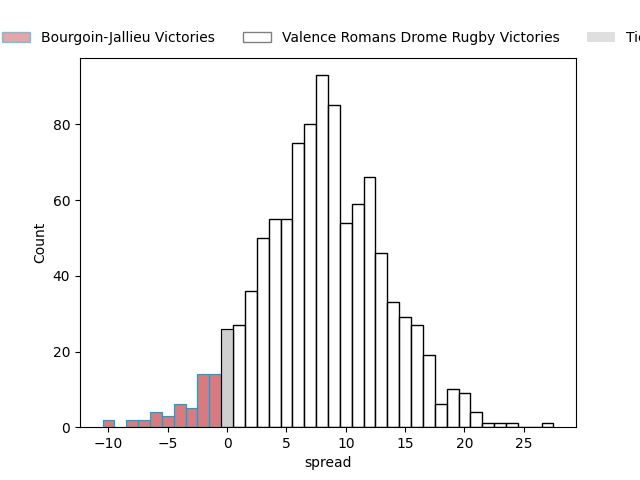 Bourgoin-Jallieu Victories Valence Romans Drome Rugby Victories
80
60
Count
40
20
0
−10 −5 0 5 10 15 20 25
spread